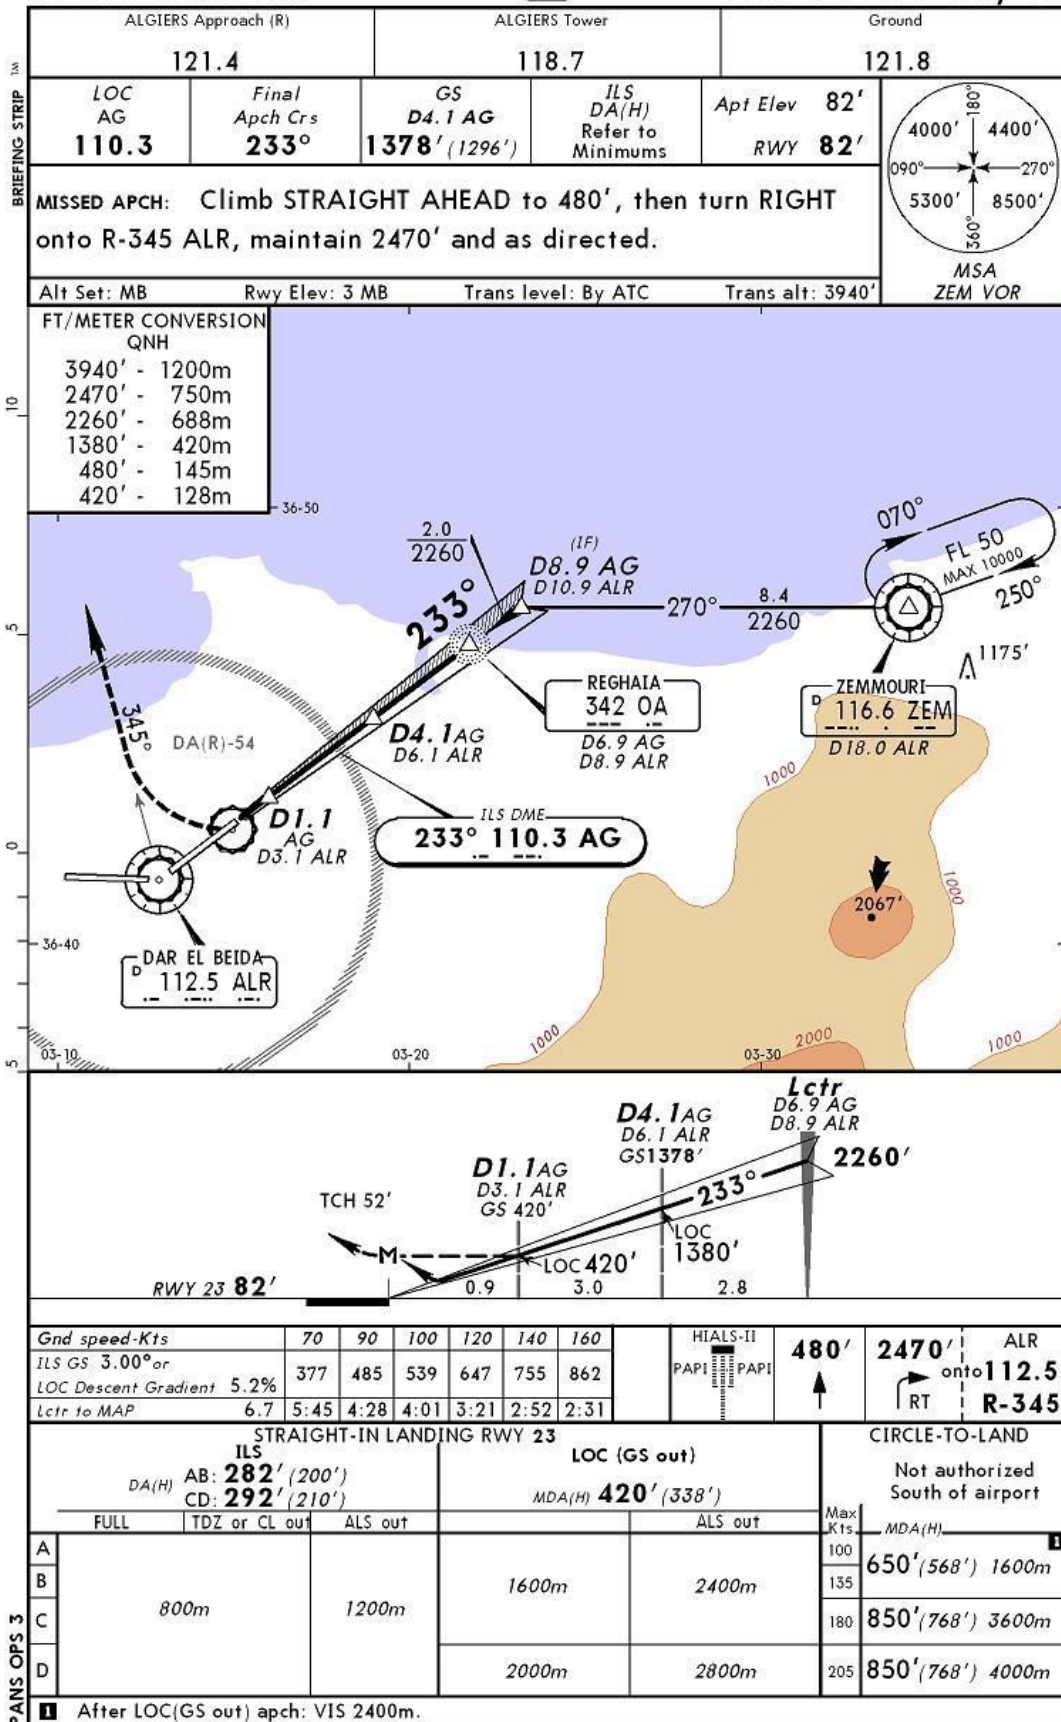 BRIEFING STRIP TM
ALGIERS Approach (R)
121.4
ALGIERS Tower
118.7
Ground
121.8
LOC
AG
110.3
Final
Apch Crs
233°
GS
D4.1 AG
1378' (1296')
ILS
DA(H)
Refer to
Minimums
Apt Elev 82'
RWY 82'
180°
4000' 4400'
090° 270°
5300' 8500'
360°
MSA
ZEM VOR
MISSED APCH: Climb STRAIGHT AHEAD to 480', then turn RIGHT
onto R-345 ALR, maintain 2470' and as directed.
Alt Set: MB Rwy Elev: 3 MB Trans level: By ATC Trans alt: 3940'
FT/METER CONVERSION
QNH
3940' - 1200m
2470' - 750m
2260' - 688m
1380' - 420m
480' - 145m
420' - 128m
10
5
0
5
36-50
2.0
2260
(IF)
D8.9 AG
D10.9 ALR
233°
270°
8.4
2260
070°
FL 50
MAX 10000
250°
1175'
REGHAIA
342 OA
D6.9 AG
D8.9 ALR
ZEMMOURI
D 116.6 ZEM
D18.0 ALR
345°
DA(R)-54
D4.1 AG
D6.1 ALR
D1.1
AG
D3.1 ALR
ILS DME
233° 110.3 AG
1000
2067'
1000
36-40
DAR EL BEIDA
D 112.5 ALR
03-10
03-20
1000
03-30
2000
1000
Lctr
D6.9 AG
D8.9 ALR
D4.1 AG
D6.1 ALR
GS1378'
2260'
D1.1 AG
D3.1 ALR
GS 420'
233°
TCH 52'
LOC
1380'
M
LOC 420'
RWY 23 82'
0.9 3.0 2.8
Gnd speed-Kts 70 90 100 120 140 160
ILS GS 3.00° or
LOC Descent Gradient 5.2% 377 485 539 647 755 862
Lctr to MAP 6.7 5:45 4:28 4:01 3:21 2:52 2:31
HIALS-II
PAPI PAPI
480'
2470'
RT
onto
ALR
112.5
R-345
STRAIGHT-IN LANDING RWY 23
ILS
DA(H) AB: 282' (200')
CD: 292' (210')
LOC (GS out)
MDA(H) 420' (338')
CIRCLE-TO-LAND
Not authorized
South of airport
FULL TDZ or CL out ALS out
ALS out
Max
Kts MDA(H)
A
B
C
D
800m
1200m
1600m
2400m
2000m
2800m
100
135
650' (568') 1600m
1
180 850' (768') 3600m
205 850' (768') 4000m
PANS OPS 3
1 After LOC(GS out) apch: VIS 2400m.